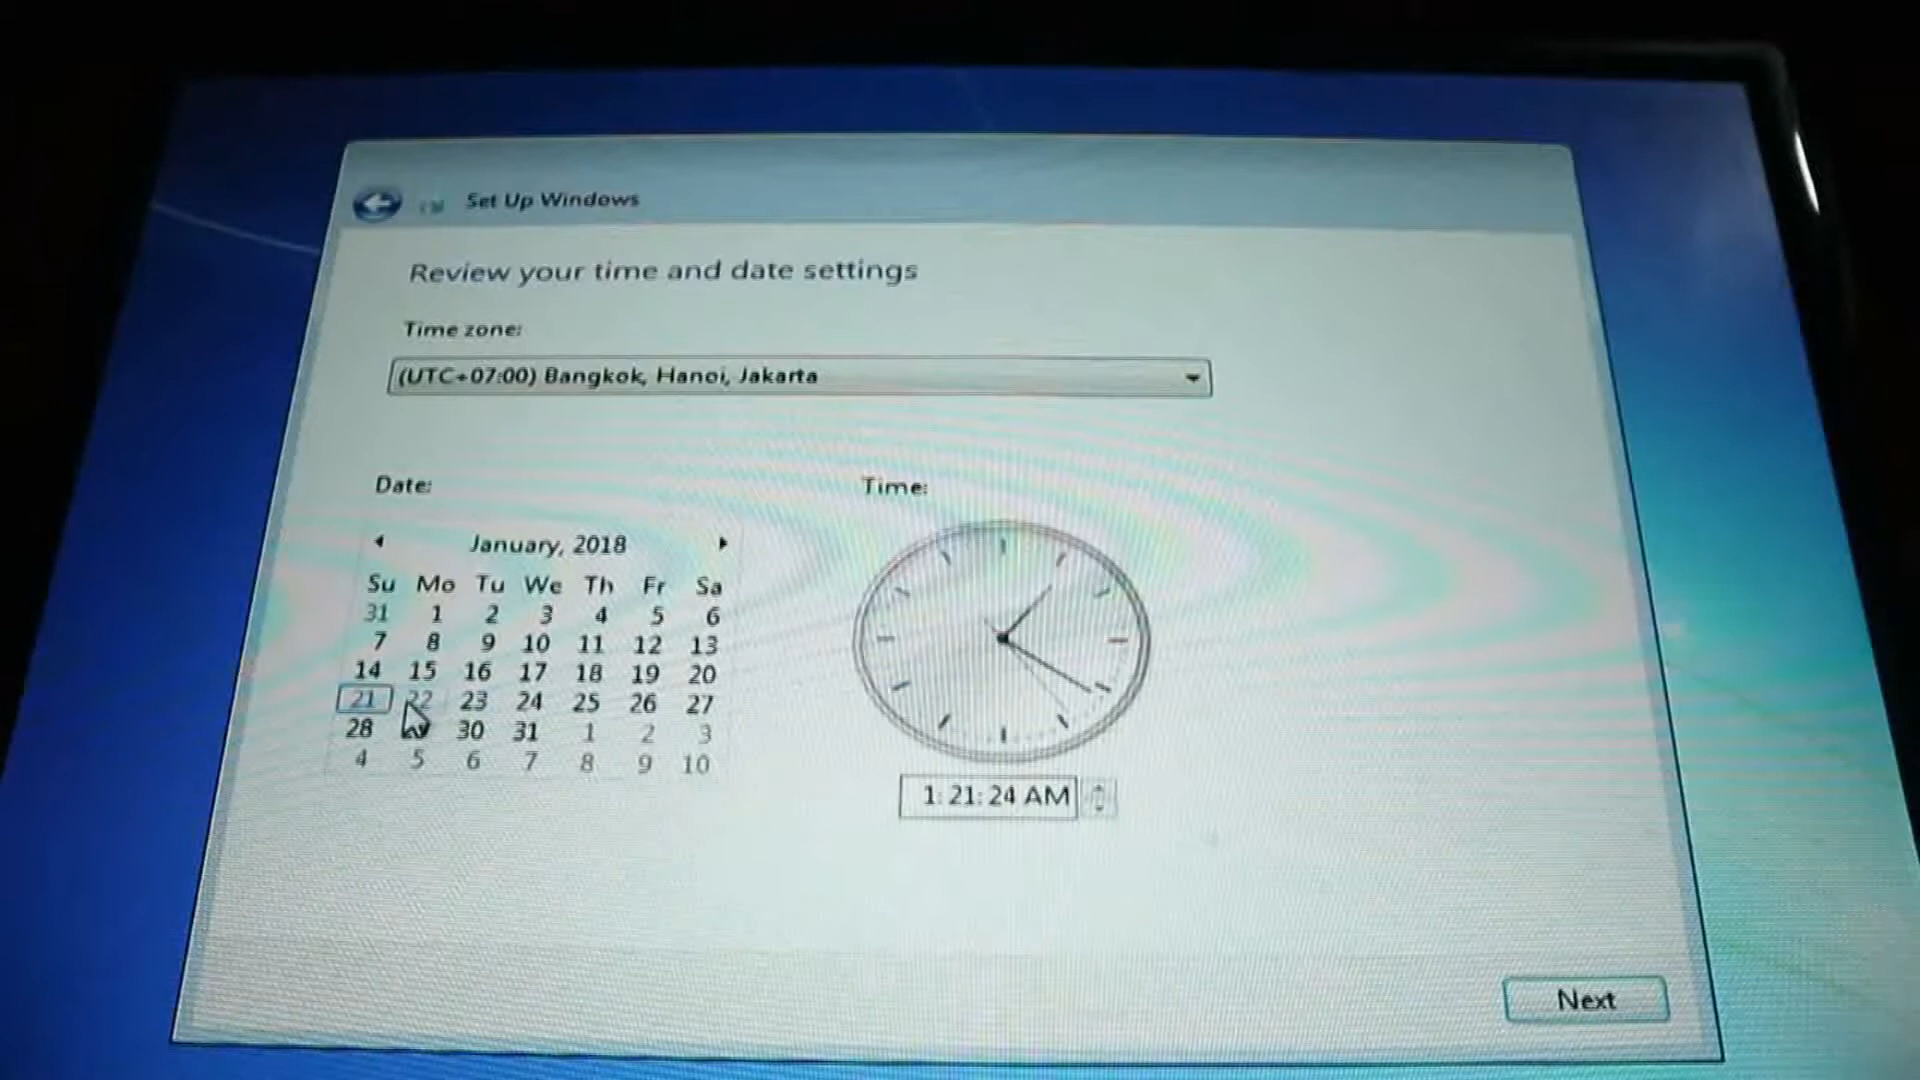 Set Up Windows
Review your time and date settings
Time zone:
(UTC+07:00) Bangkok, Hanoi, Jakarta
Date:
January, 2018
Su Mo Tu We Th Fr Sa
31 1 2 3 4 5 6
7 8 9 10 11 12 13
14 15 16 17 18 19 20
21 22 23 24 25 26 27
28 30 31 1 2 3
4 5 6 7 8 9 10
Time:
1:21:24 AM
Next